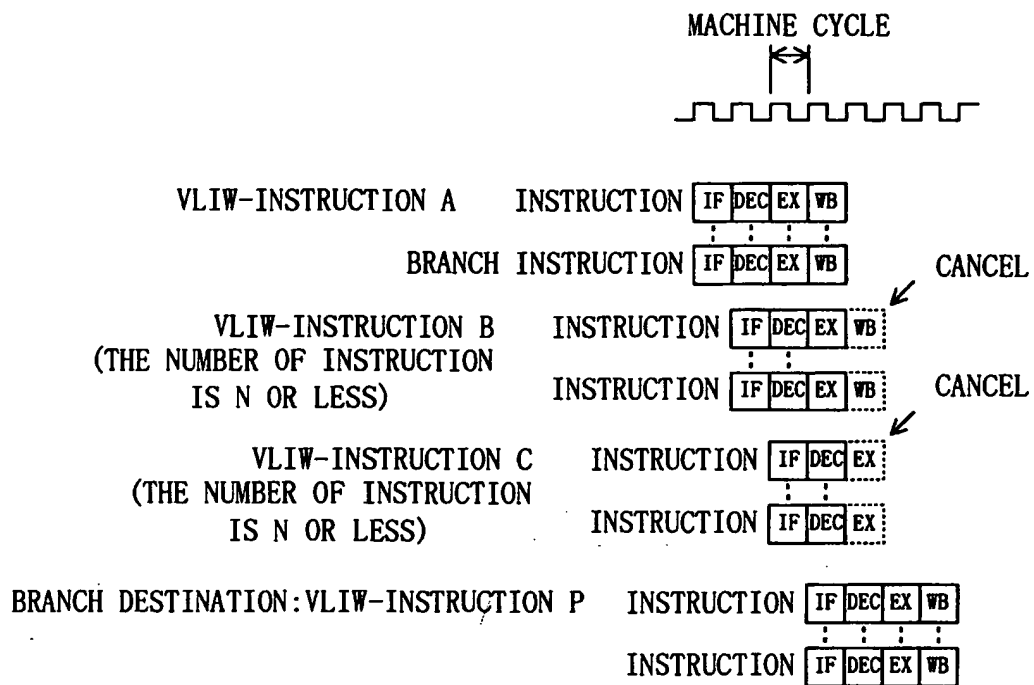 MACHINE CYCLE
VLIW-INSTRUCTION A INSTRUCTION IF DEC EX WB
BRANCH INSTRUCTION IF DEC EX WB
CANCEL
VLIW-INSTRUCTION B INSTRUCTION IF DEC EX WB
(THE NUMBER OF INSTRUCTION
IS N OR LESS) INSTRUCTION IF DEC EX WB
CANCEL
VLIW-INSTRUCTION C INSTRUCTION IF DEC EX
(THE NUMBER OF INSTRUCTION
IS N OR LESS) INSTRUCTION IF DEC EX
BRANCH DESTINATION:VLIW-INSTRUCTION P INSTRUCTION IF DEC EX WB
INSTRUCTION IF DEC EX WB